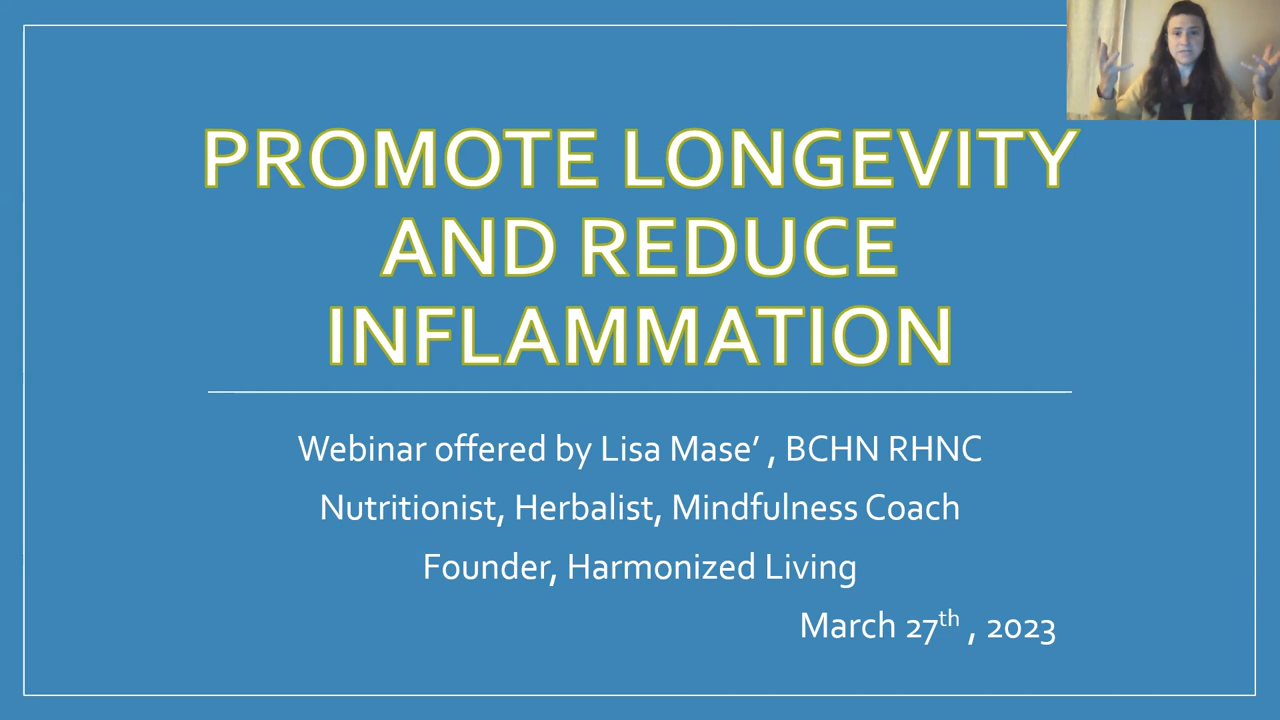 PROMOTE LONGEVITY
AND REDUCE
INFLAMMATION
Webinar offered by Lisa Mase’ , BCHN RHNC
Nutritionist, Herbalist, Mindfulness Coach
Founder, Harmonized Living
March 27th , 2023